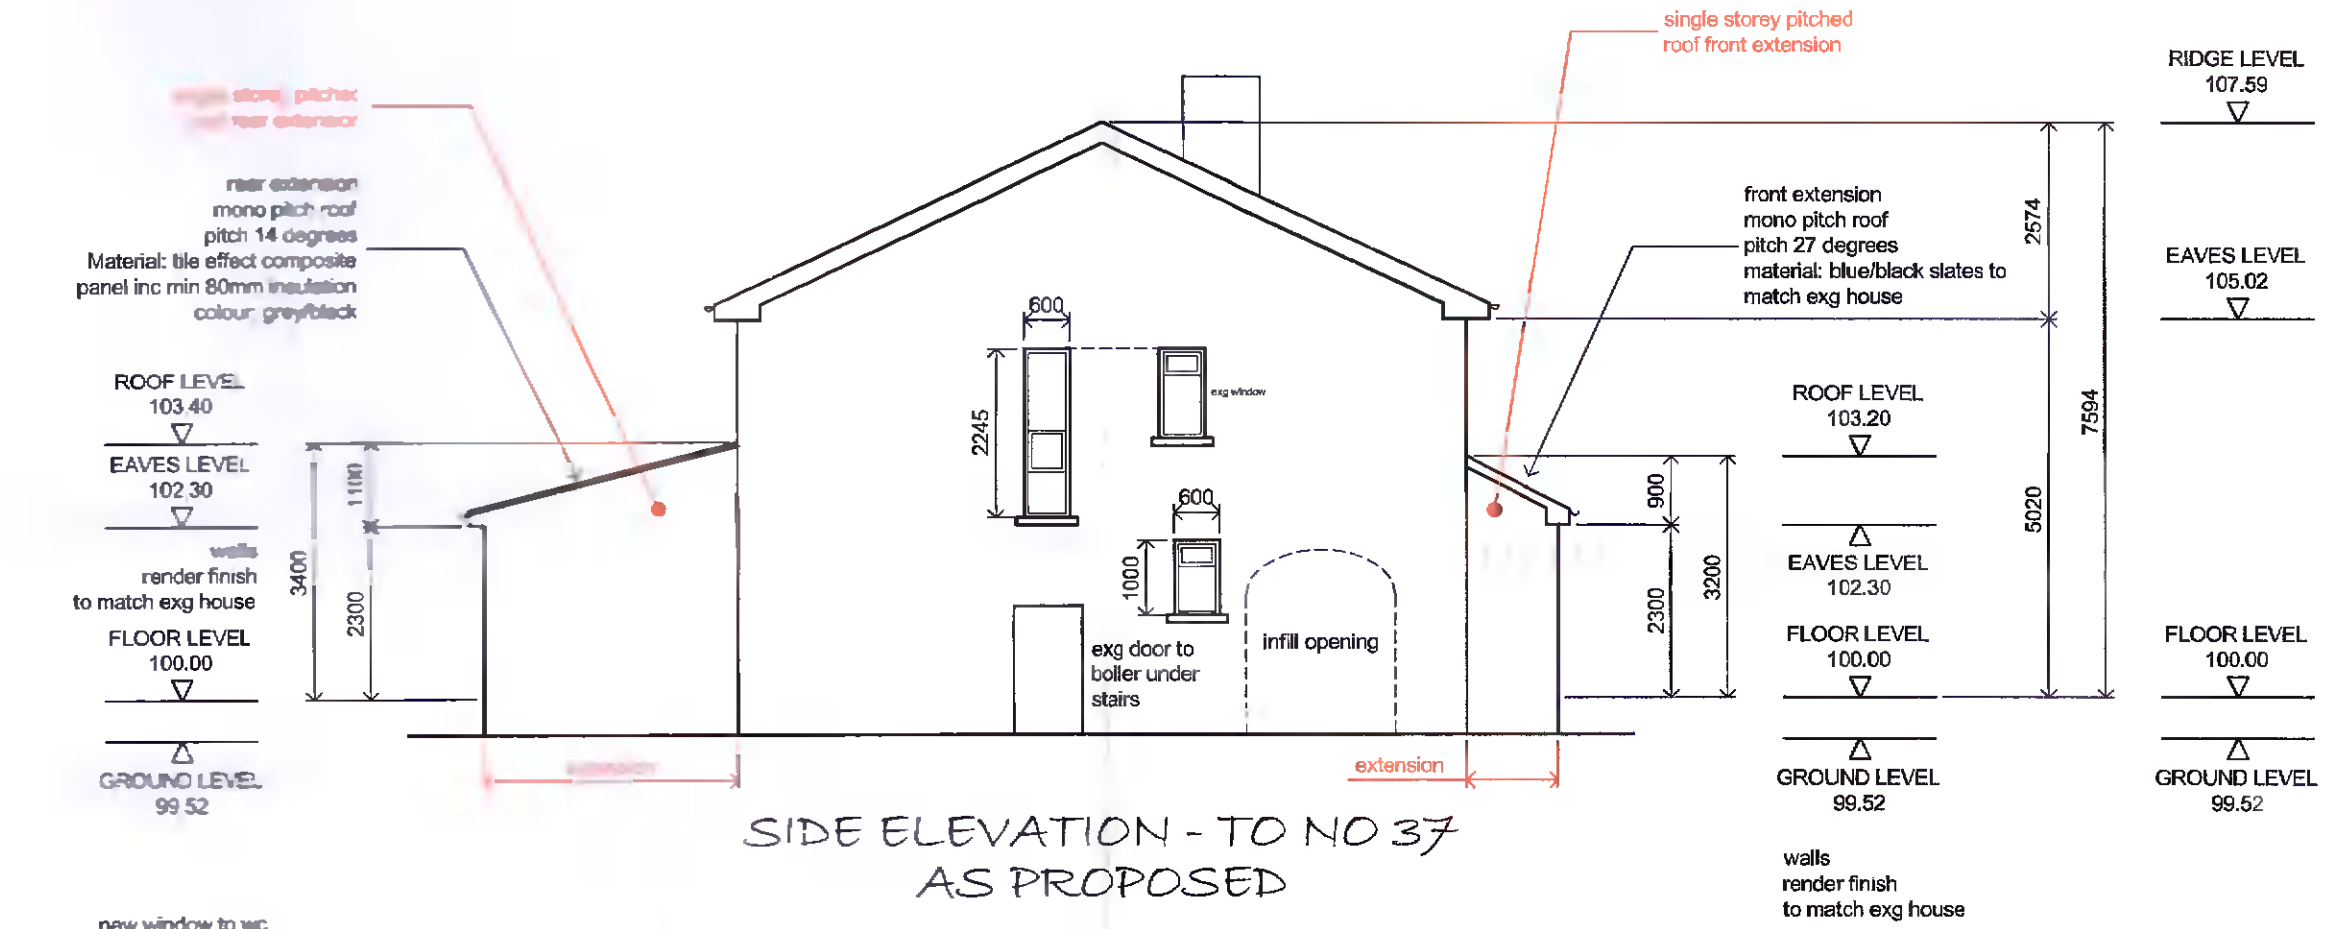 single storey pitched
roof front extension
single storey pitched
roof rear extension
rear extension
mono pitch roof
pitch 14 degrees
Material: tile effect composite
panel inc min 80mm insulation
colour: grey/black
ROOF LEVEL
103.40
EAVES LEVEL
102.30
walls
render finish
to match exg house
FLOOR LEVEL
100.00
GROUND LEVEL
99.52
1100
3400
2300
extension
600
2245
exg window
600
1000
exg door to
boiler under
stairs
infill opening
front extension
mono pitch roof
pitch 27 degrees
material: blue/black slates to
match exg house
900
2300
3200
extension
ROOF LEVEL
103.20
EAVES LEVEL
102.30
FLOOR LEVEL
100.00
GROUND LEVEL
99.52
2574
5020
7594
RIDGE LEVEL
107.59
EAVES LEVEL
105.02
FLOOR LEVEL
100.00
GROUND LEVEL
99.52
SIDE ELEVATION - TO NO 37
AS PROPOSED
walls
render finish
to match exg house
new window to wc